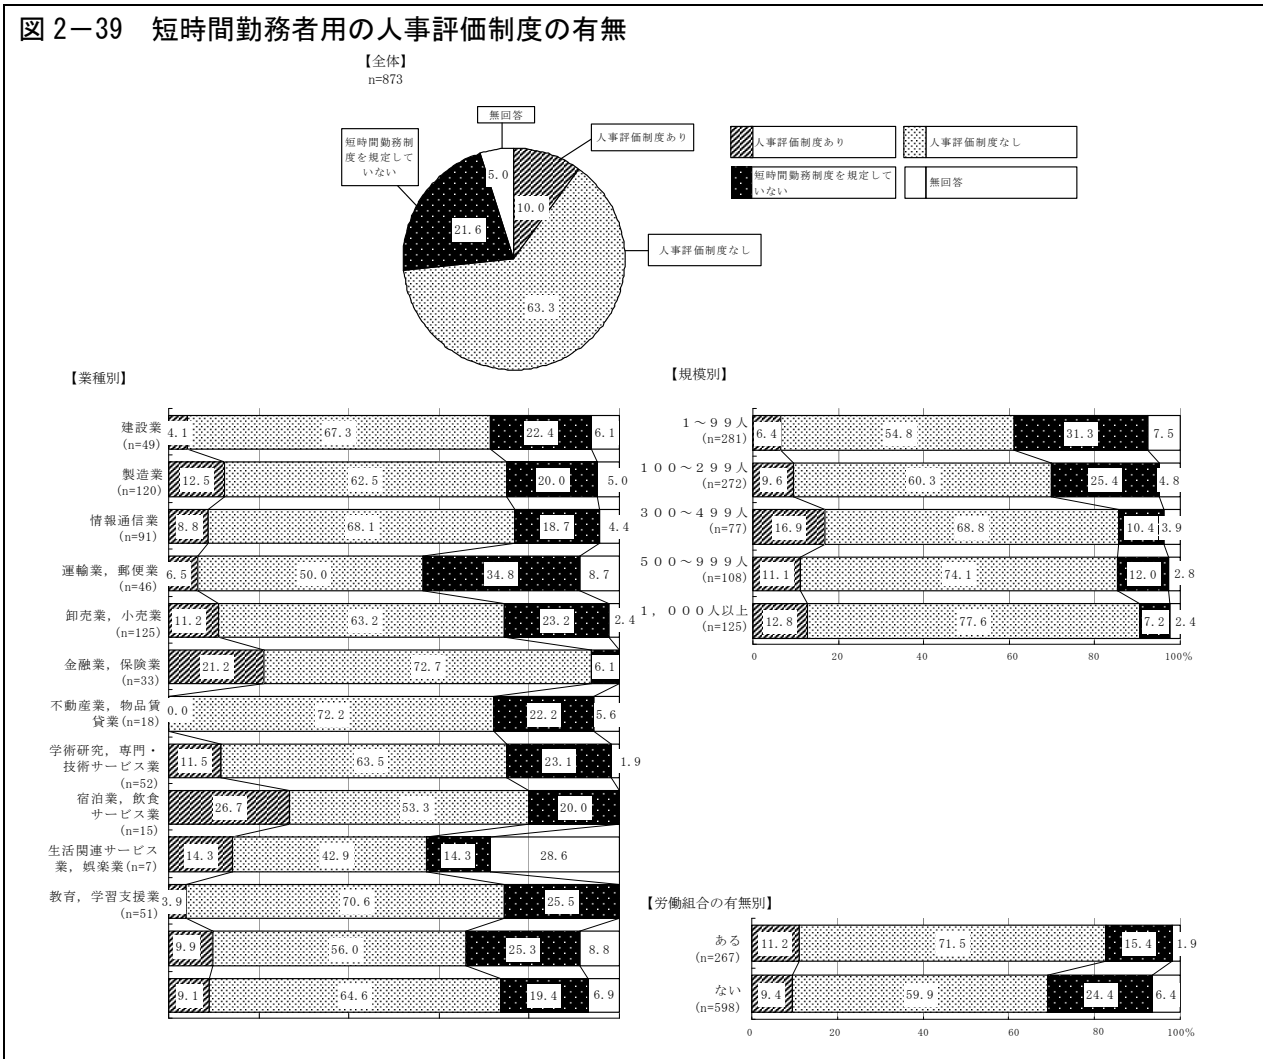 図2－39　短時間勤務者用の人事評価制度の有無
【全体】
n=873
無回答
人事評価制度あり
短時間勤務制
度を規定して
いない
人事評価制度なし
5.0
10.0
21.6
63.3
人事評価制度あり
人事評価制度なし
短時間勤務制度を規定して
いない
無回答
【業種別】
建設業
(n=49)
4.1 67.3 22.4 6.1
製造業
(n=120)
12.5 62.5 20.0 5.0
情報通信業
(n=91)
8.8 68.1 18.7 4.4
運輸業，郵便業
(n=46)
6.5 50.0 34.8 8.7
卸売業，小売業
(n=125)
11.2 63.2 23.2 2.4
金融業，保険業
(n=33)
21.2 72.7 6.1
不動産業，物品賃
貸業(n=18)
0.0 72.2 22.2 5.6
学術研究，専門・
技術サービス業
(n=52)
11.5 63.5 23.1 1.9
宿泊業，飲食
サービス業
(n=15)
26.7 53.3 20.0
生活関連サービス
業，娯楽業(n=7)
14.3 42.9 14.3 28.6
教育，学習支援業
(n=51)
3.9 70.6 25.5
9.9 56.0 25.3 8.8
9.1 64.6 19.4 6.9
【規模別】
１～９９人
(n=281)
6.4 54.8 31.3 7.5
１００～２９９人
(n=272)
9.6 60.3 25.4 4.8
３００～４９９人
(n=77)
16.9 68.8 10.4 3.9
５００～９９９人
(n=108)
11.1 74.1 12.0 2.8
１，０００人以上
(n=125)
12.8 77.6 7.2 2.4
0 20 40 60 80 100%
【労働組合の有無別】
ある
(n=267)
11.2 71.5 15.4 1.9
ない
(n=598)
9.4 59.9 24.4 6.4
0 20 40 60 80 100%